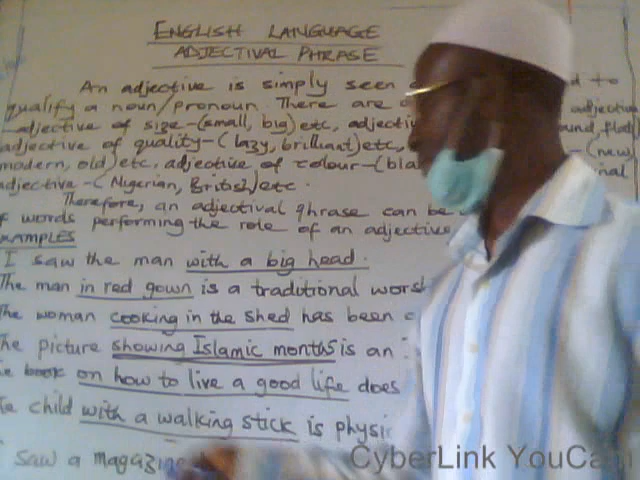 ENGLISH LANGUAGE
ADJECTIVAL PHRASE
An adjective is simply seen to
qualify a noun/pronoun. There are adjective
-adjective of size-(small, big)etc, flat)
adjective of quality-(lazy, brilliant)etc, -(new,
modern, old)etc. adjective of colour-(bla
adjective-(Nigerian, British)etc.
Therefore, an adjectival phrase can be
of words performing the role of an adjective
EXAMPLES
I saw the man with a big head.
The man in red gown is a traditional
The woman cooking in the shed has been
The picture showing Islamic months is an
book on how to live a good life does
The child with a walking stick is
I saw a
CyberLink YouCam